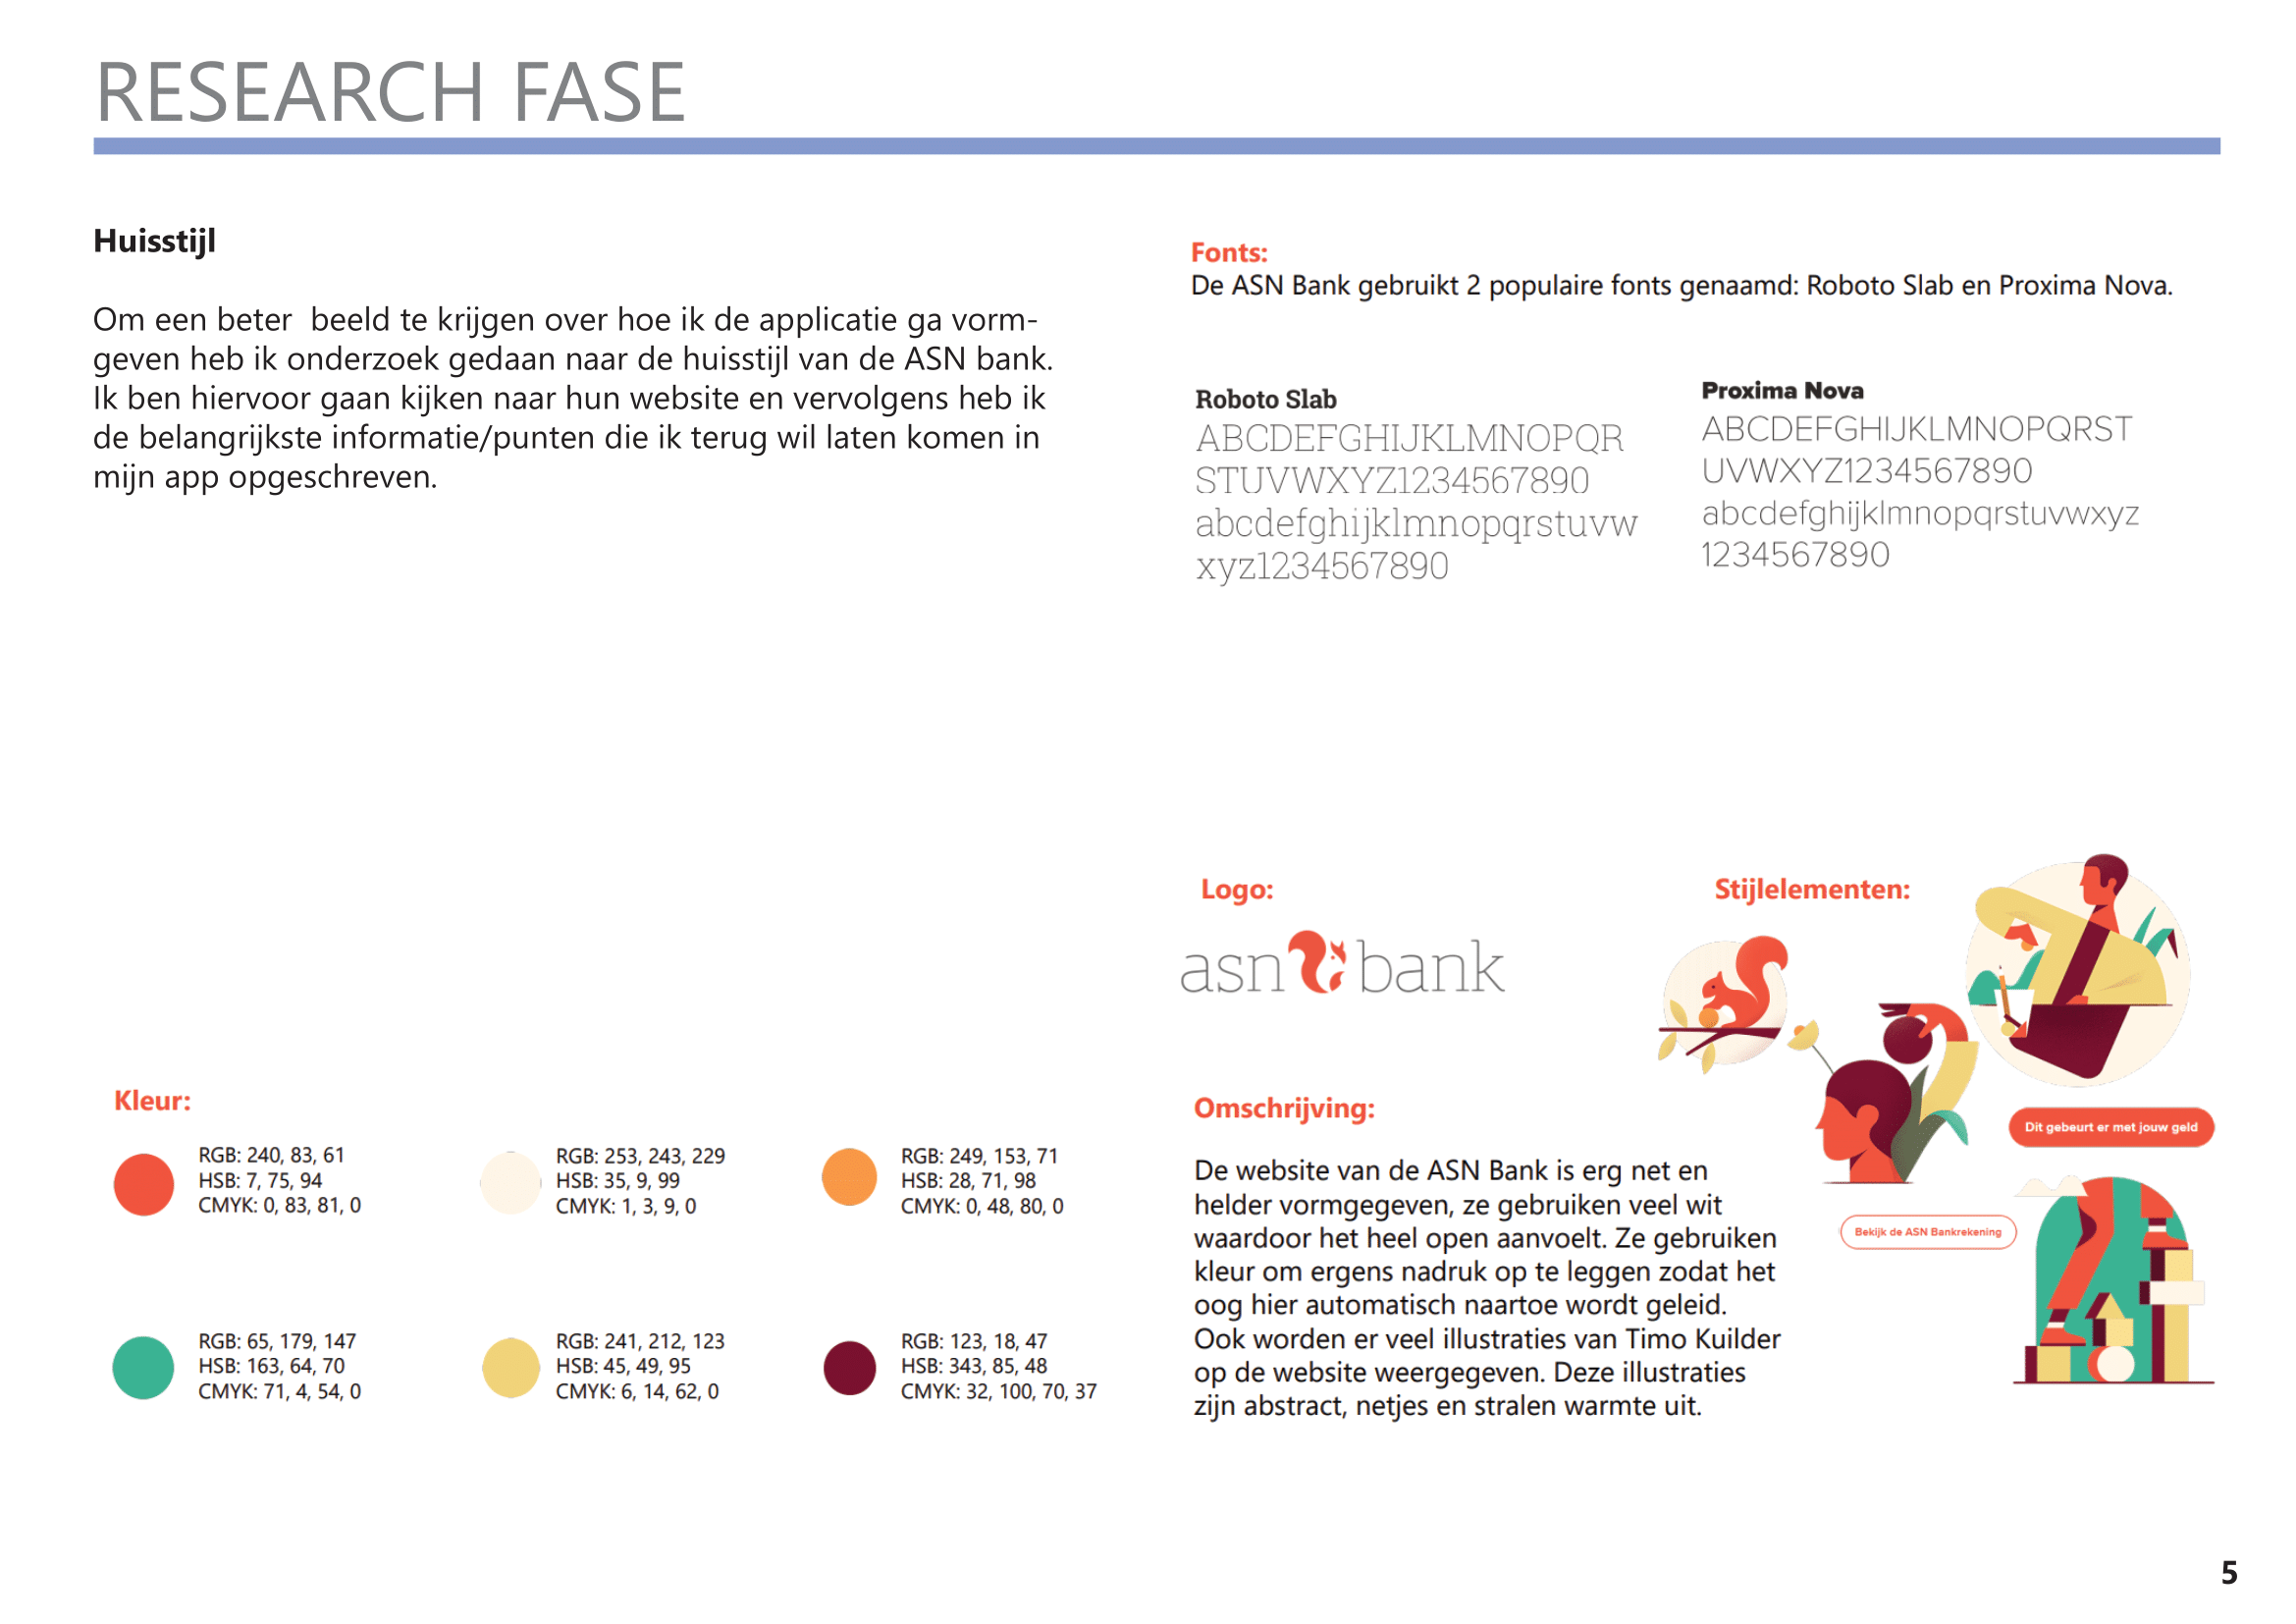 RESEARCH FASE
Huisstijl
Om een beter  beeld te krijgen over hoe ik de applicatie ga vorm-
geven heb ik onderzoek gedaan naar de huisstijl van de ASN bank.
Ik ben hiervoor gaan kijken naar hun website en vervolgens heb ik
de belangrijkste informatie/punten die ik terug wil laten komen in
mijn app opgeschreven.
Kleur:
RGB: 240, 83, 61
HSB: 7, 75, 94
CMYK: 0, 83, 81, 0
RGB: 253, 243, 229
HSB: 35, 9, 99
CMYK: 1, 3, 9, 0
RGB: 249, 153, 71
HSB: 28, 71, 98
CMYK: 0, 48, 80, 0
RGB: 65, 179, 147
HSB: 163, 64, 70
CMYK: 71, 4, 54, 0
RGB: 241, 212, 123
HSB: 45, 49, 95
CMYK: 6, 14, 62, 0
RGB: 123, 18, 47
HSB: 343, 85, 48
CMYK: 32, 100, 70, 37
Fonts:
De ASN Bank gebruikt 2 populaire fonts genaamd: Roboto Slab en Proxima Nova.
Roboto Slab
ABCDEFGHIJKLMNOPQR
STUVWXYZ1234567890
abcdefghijklmnopqrstuvw
xyz1234567890
Proxima Nova
ABCDEFGHIJKLMNOPQRST
UVWXYZ1234567890
abcdefghijklmnopqrstuvwxyz
1234567890
Logo:
asn bank
Stijlelementen:
Dit gebeurt er met jouw geld
Bekijk de ASN Bankrekening
Omschrijving:
De website van de ASN Bank is erg net en
helder vormgegeven, ze gebruiken veel wit
waardoor het heel open aanvoelt. Ze gebruiken
kleur om ergens nadruk op te leggen zodat het
oog hier automatisch naartoe wordt geleid.
Ook worden er veel illustraties van Timo Kuilder
op de website weergegeven. Deze illustraties
zijn abstract, netjes en stralen warmte uit.
5